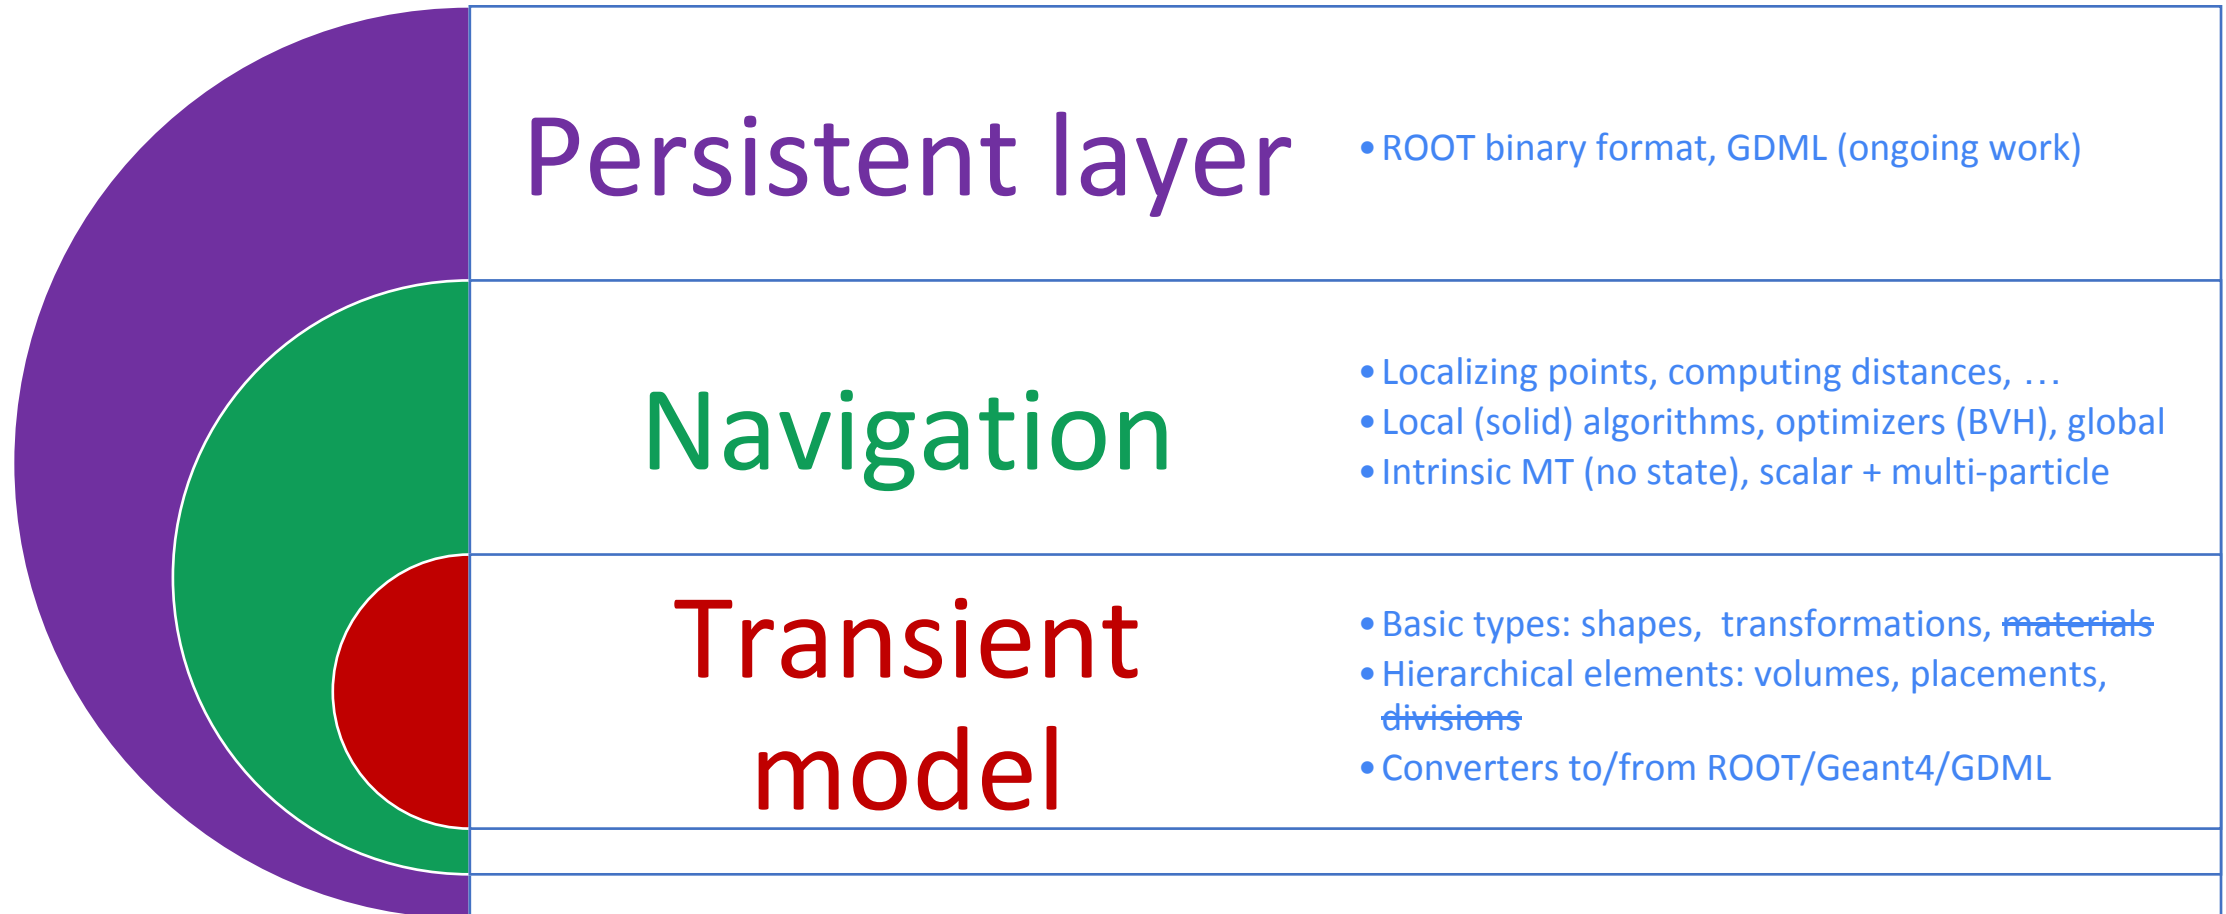 Persistent layer
• ROOT binary format, GDML (ongoing work)
Navigation
• Localizing points, computing distances, …
• Local (solid) algorithms, optimizers (BVH), global
• Intrinsic MT (no state), scalar + multi-particle
Transient
model
• Basic types: shapes,  transformations, materials
• Hierarchical elements: volumes, placements,
divisions
• Converters to/from ROOT/Geant4/GDML